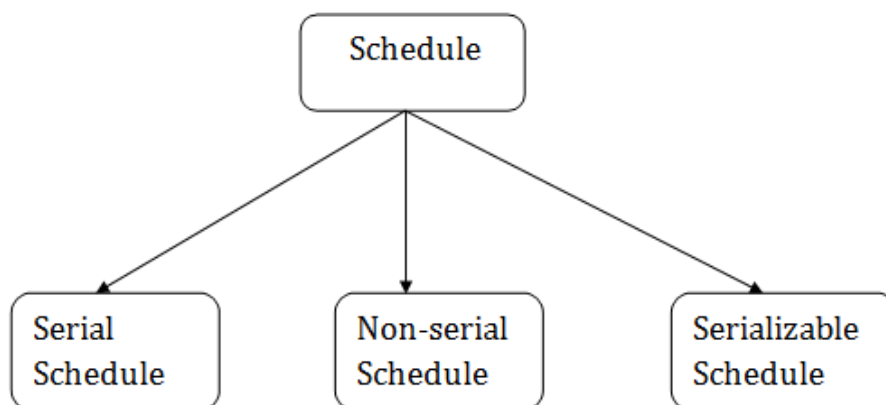 Schedule
Serial
Schedule
Non-serial
Schedule
Serializable
Schedule